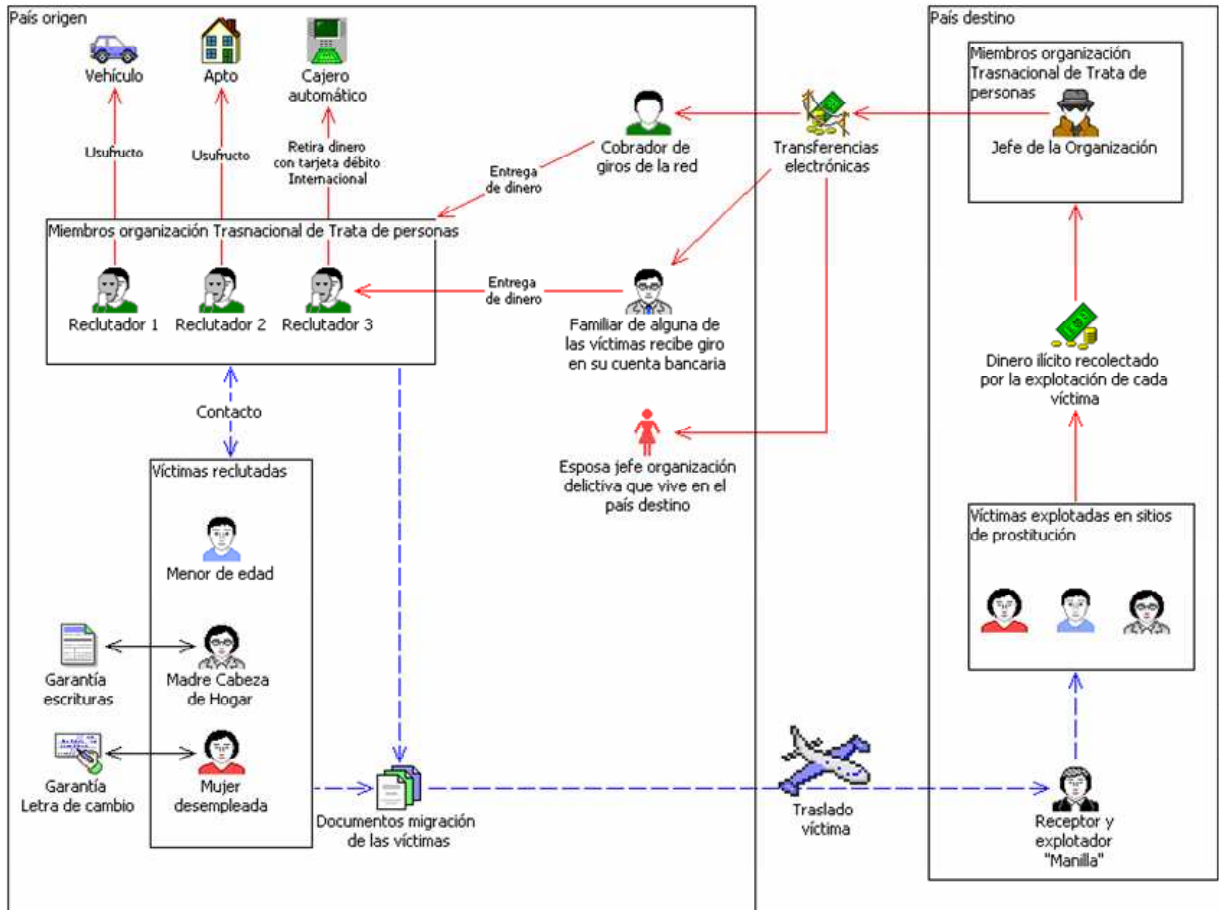 País origen
Vehículo
Apto
Cajero
automático
Usufructo
Usufructo
Retira dinero
con tarjeta débito
Internacional
Cobrador de
giros de la red
Entrega
de dinero
Miembros organización Trasnacional de Trata de personas
Reclutador 1
Reclutador 2
Reclutador 3
Entrega
de dinero
Familiar de alguna de
las víctimas recibe giro
en su cuenta bancaria
Contacto
Esposa jefe organización
delictiva que vive en el
país destino
Víctimas reclutadas
Menor de edad
Garantía
escrituras
Madre Cabeza
de Hogar
Garantía
Letra de cambio
Mujer
desempleada
Documentos migración
de las víctimas
Transferencias
electrónicas
Traslado
víctima
País destino
Miembros organización
Trasnacional de Trata de
personas
Jefe de la Organización
Dinero ilícito recolectado
por la explotación de cada
víctima
Víctimas explotadas en sitios
de prostitución
Receptor y
explotador
"Manilla"